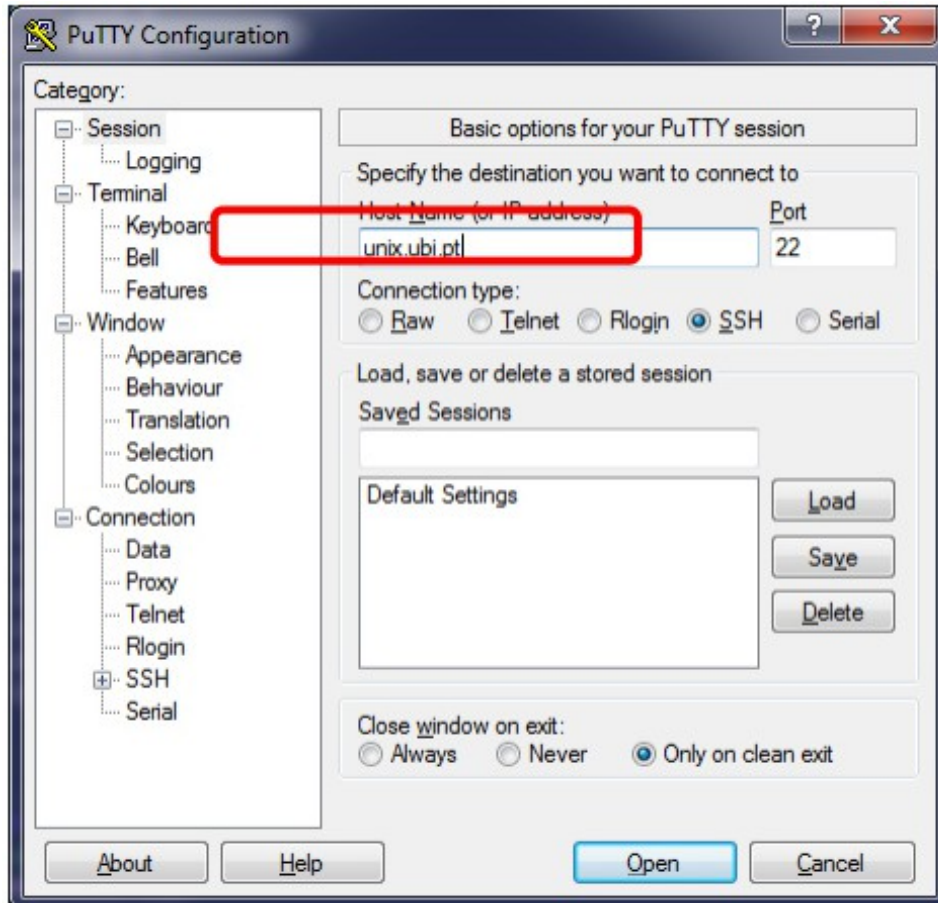 PuTTY Configuration
?
X
Category:
Session
Logging
Terminal
Keyboard
Bell
Features
Window
Appearance
Behaviour
Translation
Selection
Colours
Connection
Data
Proxy
Telnet
Rlogin
SSH
Serial
Basic options for your PuTTY session
Specify the destination you want to connect to
Host Name (or IP address) Port
unix.ubi.pt 22
Connection type:
Raw Telnet Rlogin SSH Serial
Load, save or delete a stored session
Saved Sessions
Default Settings
Load
Save
Delete
Close window on exit:
Always Never Only on clean exit
About Help Open Cancel